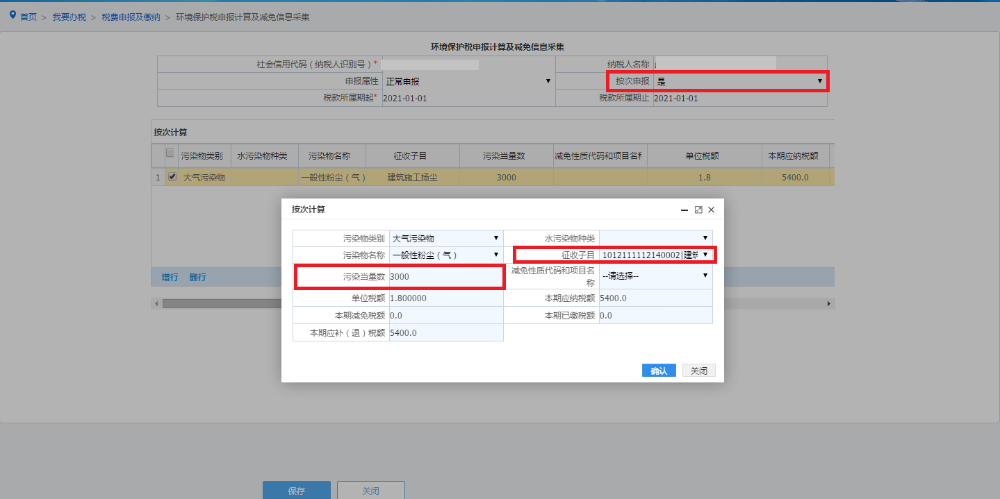 首页 > 我要办税 > 税费申报及缴纳 > 环境保护税申报计算及减免信息采集
环境保护税申报计算及减免信息采集
社会信用代码（纳税人识别号）* 纳税人名称
申报属性 正常申报 按次申报 是
税款所属期起* 2021-01-01 税款所属期止 2021-01-01
按次计算
污染物类别 水污染物种类 污染物名称 征收子目 污染当量数 减免性质代码和项目名称 单位税额 本期应纳税额
1 大气污染物 一般性粉尘（气） 建筑施工扬尘 3000 1.8 5400.0
按次计算
污染物类别 大气污染物 水污染物种类
污染物名称 一般性粉尘（气） 征收子目 1012111112140002|建筑
污染当量数 3000 减免性质代码和项目名
称 --请选择--
单位税额 1.800000 本期应纳税额 5400.0
本期减免税额 0.0 本期已缴税额 0.0
本期应补（退）税额 5400.0
确认 关闭
增行 删行
保存 关闭